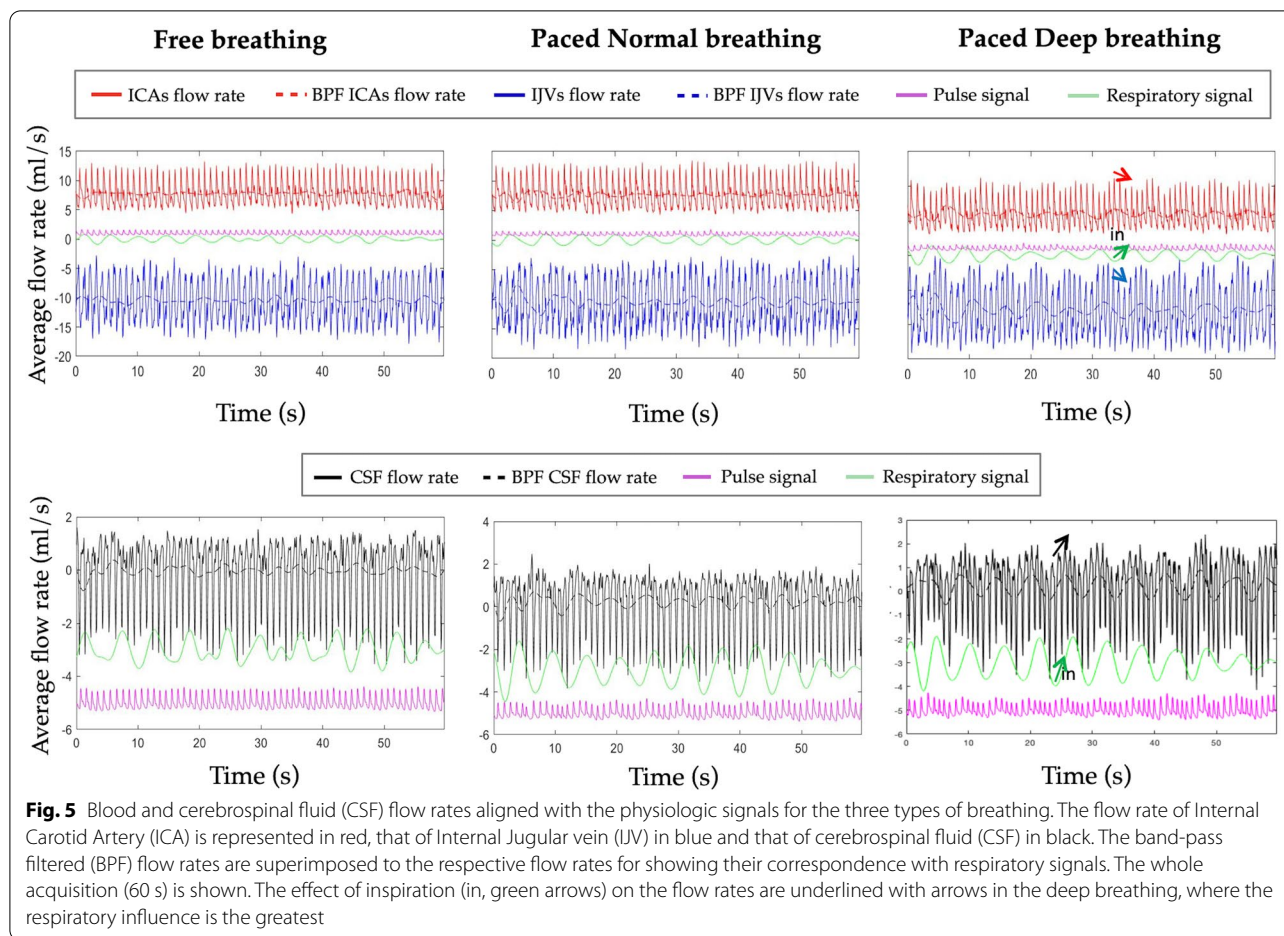 Free breathing Paced Normal breathing Paced Deep breathing
ICAs flow rate BPF ICAs flow rate IJVs flow rate BPF IJVs flow rate Pulse signal Respiratory signal
Average flow rate (ml/s)
15
10
5
0
-5
-10
-15
-20
in
0 10 20 30 40 50 0 10 20 30 40 50 0 10 20 30 40 50
Time (s) Time (s) Time (s)
CSF flow rate BPF CSF flow rate Pulse signal Respiratory signal
Average flow rate (ml/s)
2
0
-2
-4
-6
0 10 20 30 40 50
Time (s)
4
2
0
-2
-4
-6
0 10 20 30 40 50
Time (s)
3
2
1
-2
-3
-4
-5
-6
in
0 10 20 30 40 50
Time (s)
Fig. 5 Blood and cerebrospinal fluid (CSF) flow rates aligned with the physiologic signals for the three types of breathing. The flow rate of Internal
Carotid Artery (ICA) is represented in red, that of Internal Jugular vein (IJV) in blue and that of cerebrospinal fluid (CSF) in black. The band-pass
filtered (BPF) flow rates are superimposed to the respective flow rates for showing their correspondence with respiratory signals. The whole
acquisition (60 s) is shown. The effect of inspiration (in, green arrows) on the flow rates are underlined with arrows in the deep breathing, where the
respiratory influence is the greatest